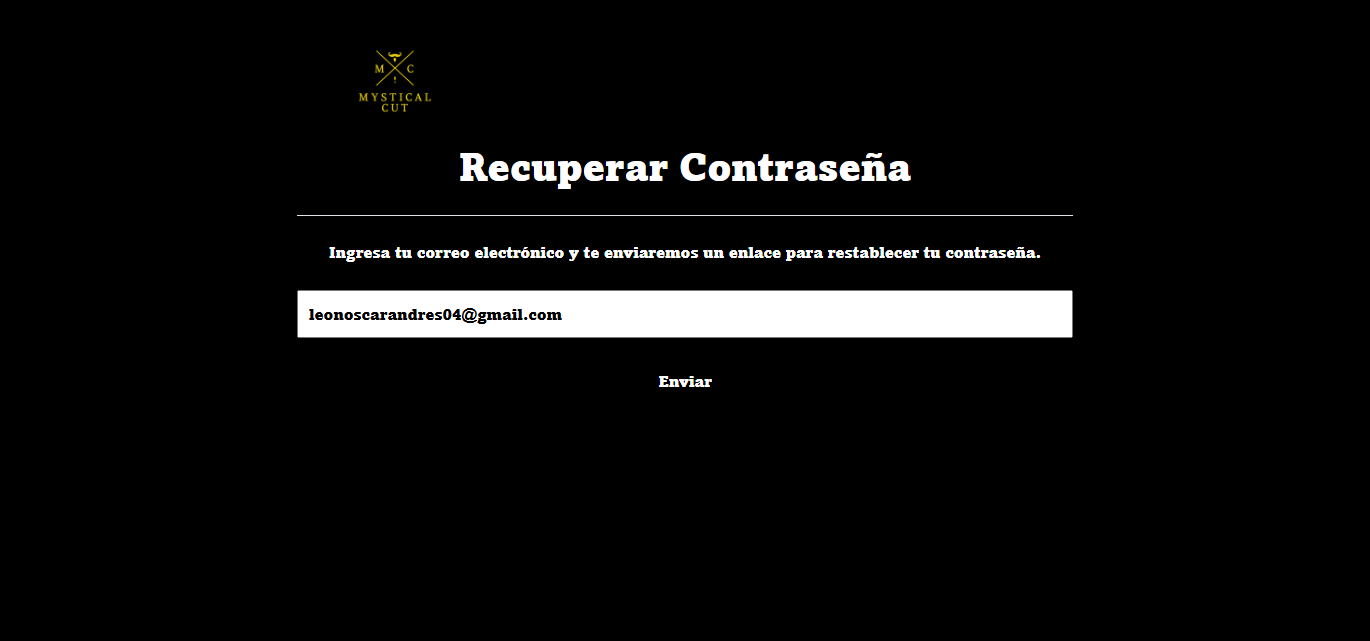 M C
MYSTICAL
CUT
Recuperar Contraseña
Ingresa tu correo electrónico y te enviaremos un enlace para restablecer tu contraseña.
leonoscarandres04@gmail.com
Enviar